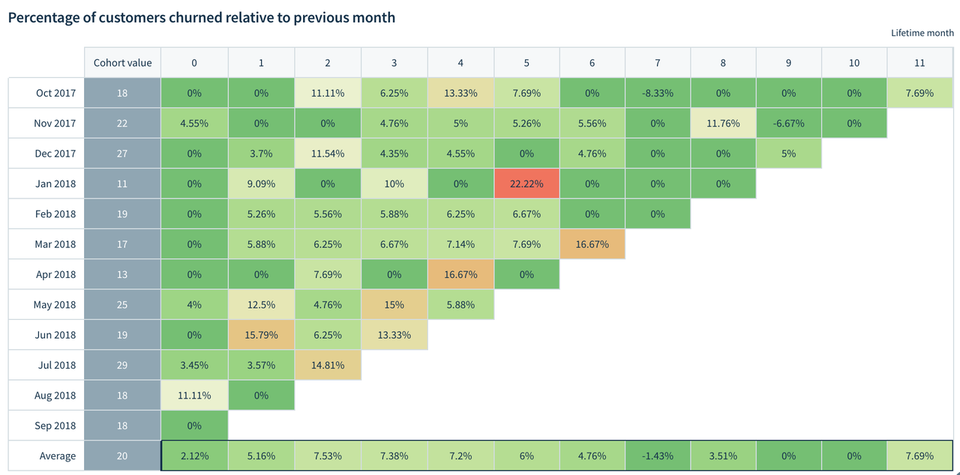 Percentage of customers churned relative to previous month
Lifetime month
Cohort value 0 1 2 3 4 5 6 7 8 9 10 11
Oct 2017 18 0% 0% 11.11% 6.25% 13.33% 7.69% 0% -8.33% 0% 0% 0% 7.69%
Nov 2017 22 4.55% 0% 0% 4.76% 5% 5.26% 5.56% 0% 11.76% -6.67% 0%
Dec 2017 27 0% 3.7% 11.54% 4.35% 4.55% 0% 4.76% 0% 0% 5%
Jan 2018 11 0% 9.09% 0% 10% 0% 22.22% 0% 0% 0%
Feb 2018 19 0% 5.26% 5.56% 5.88% 6.25% 6.67% 0% 0%
Mar 2018 17 0% 5.88% 6.25% 6.67% 7.14% 7.69% 16.67%
Apr 2018 13 0% 0% 7.69% 0% 16.67% 0%
May 2018 25 4% 12.5% 4.76% 15% 5.88%
Jun 2018 19 0% 15.79% 6.25% 13.33%
Jul 2018 29 3.45% 3.57% 14.81%
Aug 2018 18 11.11% 0%
Sep 2018 18 0%
Average 20 2.12% 5.16% 7.53% 7.38% 7.2% 6% 4.76% -1.43% 3.51% 0% 0% 7.69%